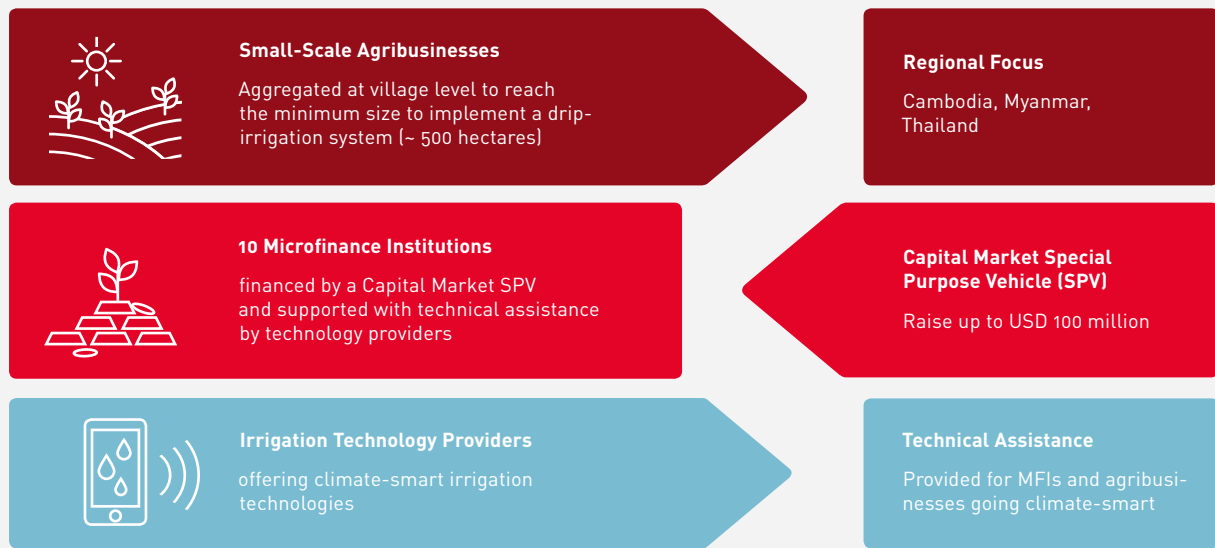 Small-Scale Agribusinesses
Aggregated at village level to reach
the minimum size to implement a drip-
irrigation system (~ 500 hectares)
Regional Focus
Cambodia, Myanmar,
Thailand
10 Microfinance Institutions
financed by a Capital Market SPV
and supported with technical assistance
by technology providers
Capital Market Special
Purpose Vehicle (SPV)
Raise up to USD 100 million
Irrigation Technology Providers
offering climate-smart irrigation
technologies
Technical Assistance
Provided for MFIs and agribusi-
nesses going climate-smart